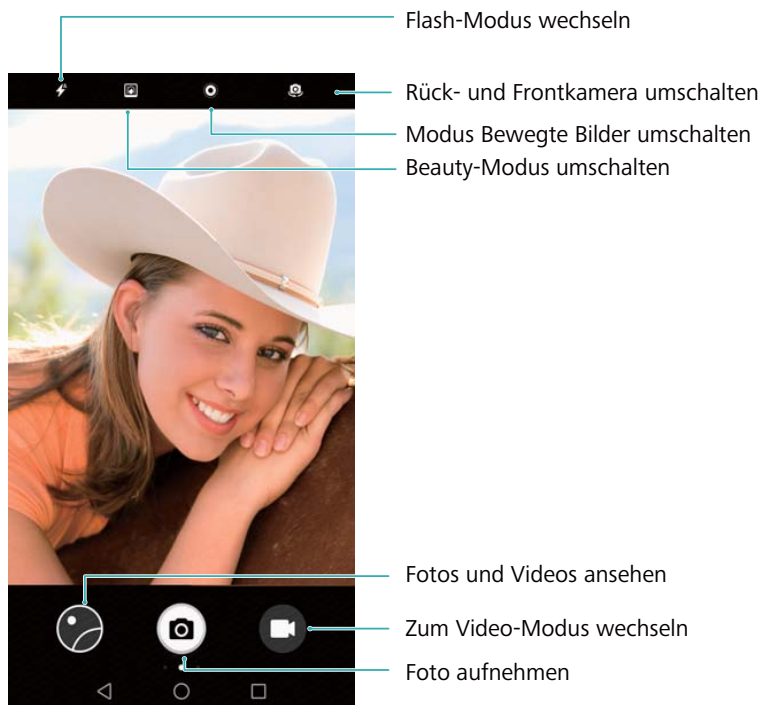 Flash-Modus wechseln
Rück- und Frontkamera umschalten
Modus Bewegte Bilder umschalten
Beauty-Modus umschalten
Fotos und Videos ansehen
Zum Video-Modus wechseln
Foto aufnehmen